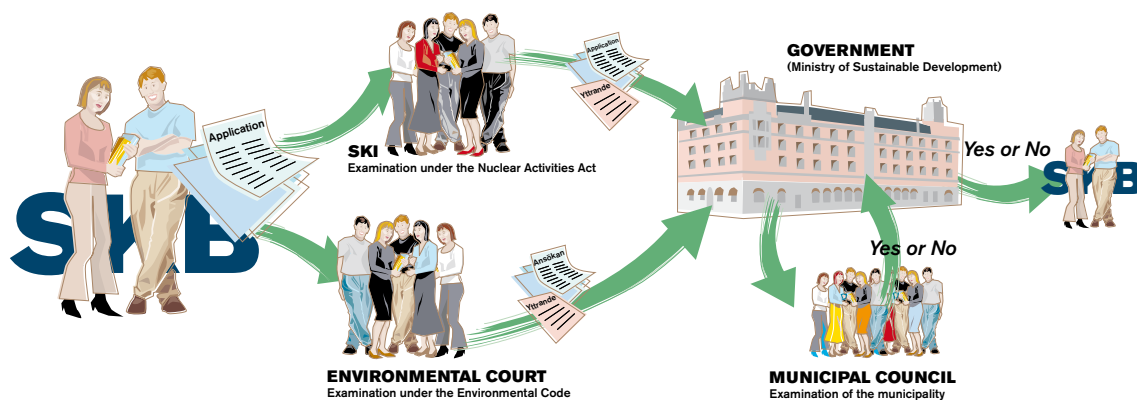 SKB
Application
SKI
Examination under the Nuclear Activities Act
Application
Yttrande
ENVIRONMENTAL COURT
Examination under the Environmental Code
Ansökan
Yttrande
GOVERNMENT
(Ministry of Sustainable Development)
Yes or No
MUNICIPAL COUNCIL
Examination of the municipality
Yes or No
SKB